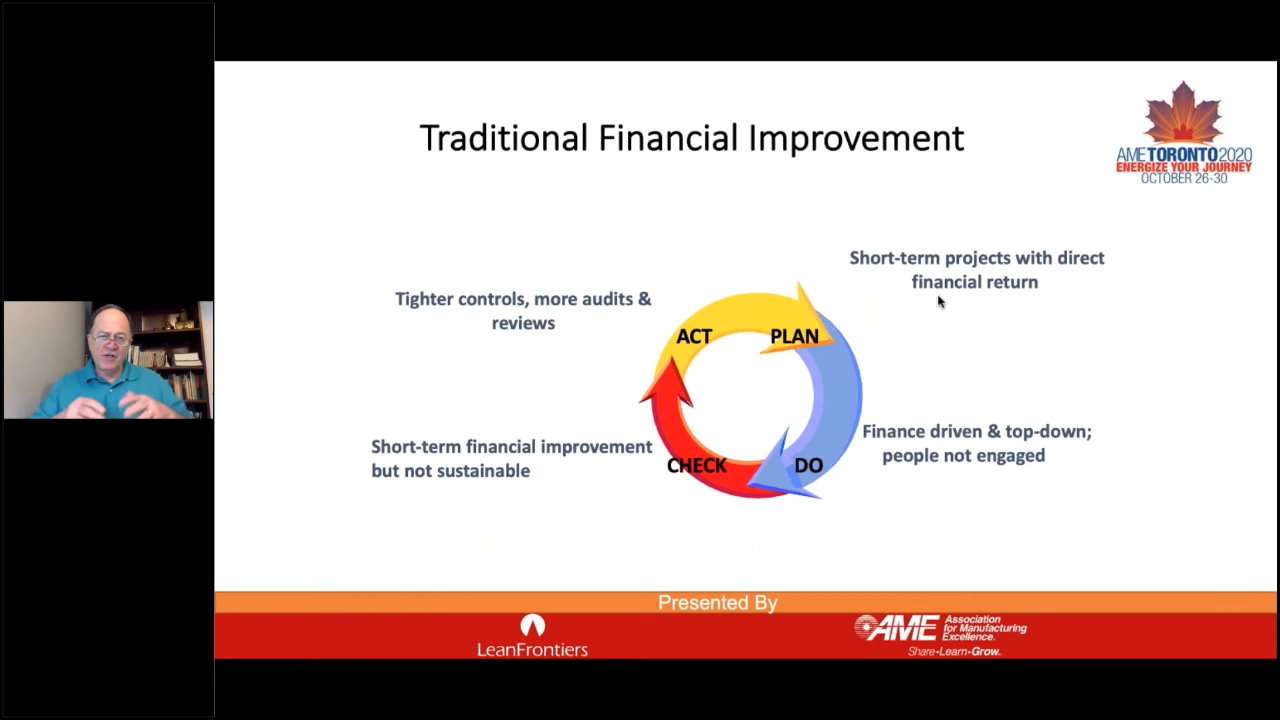 Traditional Financial Improvement
AMETORONTO2020
ENERGIZE YOUR JOURNEY
OCTOBER 26-30
Short-term projects with direct
financial return
Tighter controls, more audits &
reviews
ACT
PLAN
Finance driven & top-down;
people not engaged
Short-term financial improvement
but not sustainable
CHECK
DO
Presented By
LeanFrontiers
AME
Association
for Manufacturing
Excellence.
Share•Learn•Grow.